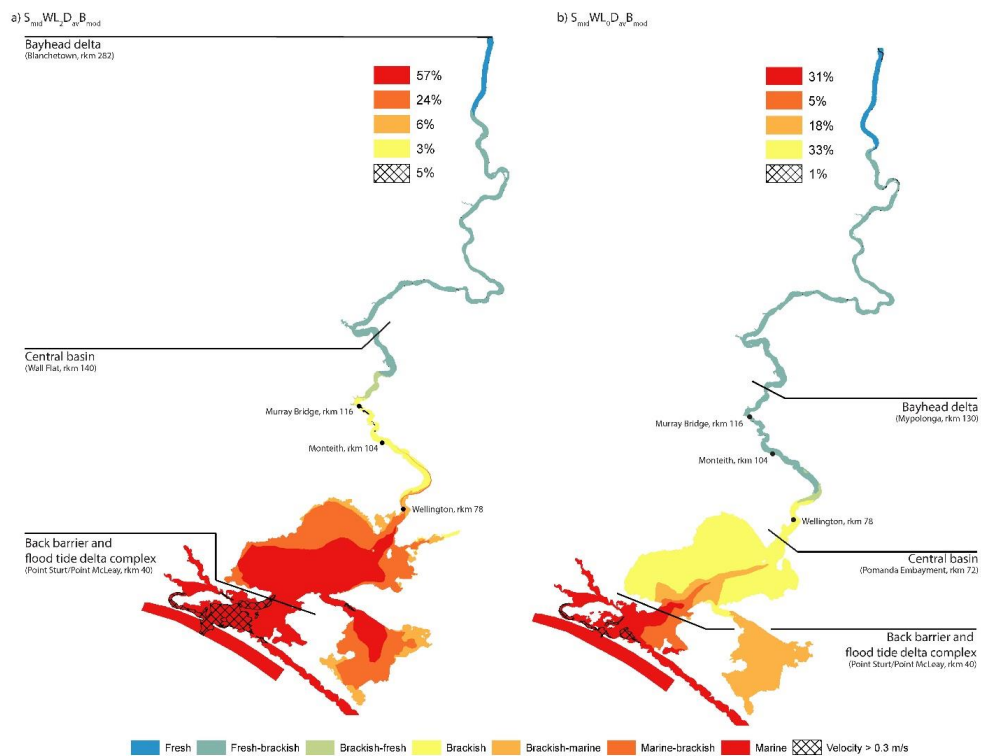 a) SmidWL2DavBmod
Bayhead delta
(Blanchetown, rkm 282)
57%
24%
6%
3%
5%
Central basin
(Wall Flat, rkm 140)
Murray Bridge, rkm 116
Monteith, rkm 104
Wellington, rkm 78
Back barrier and
flood tide delta complex
(Point Sturt/Point McLeay, rkm 40)
b) SmidWL0DavBmod
31%
5%
18%
33%
1%
Bayhead delta
(Mypolonga, rkm 130)
Murray Bridge, rkm 116
Monteith, rkm 104
Wellington, rkm 78
Central basin
(Pomanda Embayment, rkm 72)
Back barrier and
flood tide delta complex
(Point Sturt/Point McLeay, rkm 40)
Fresh Fresh-brackish Brackish-fresh Brackish Brackish-marine Marine-brackish Marine Velocity > 0.3 m/s